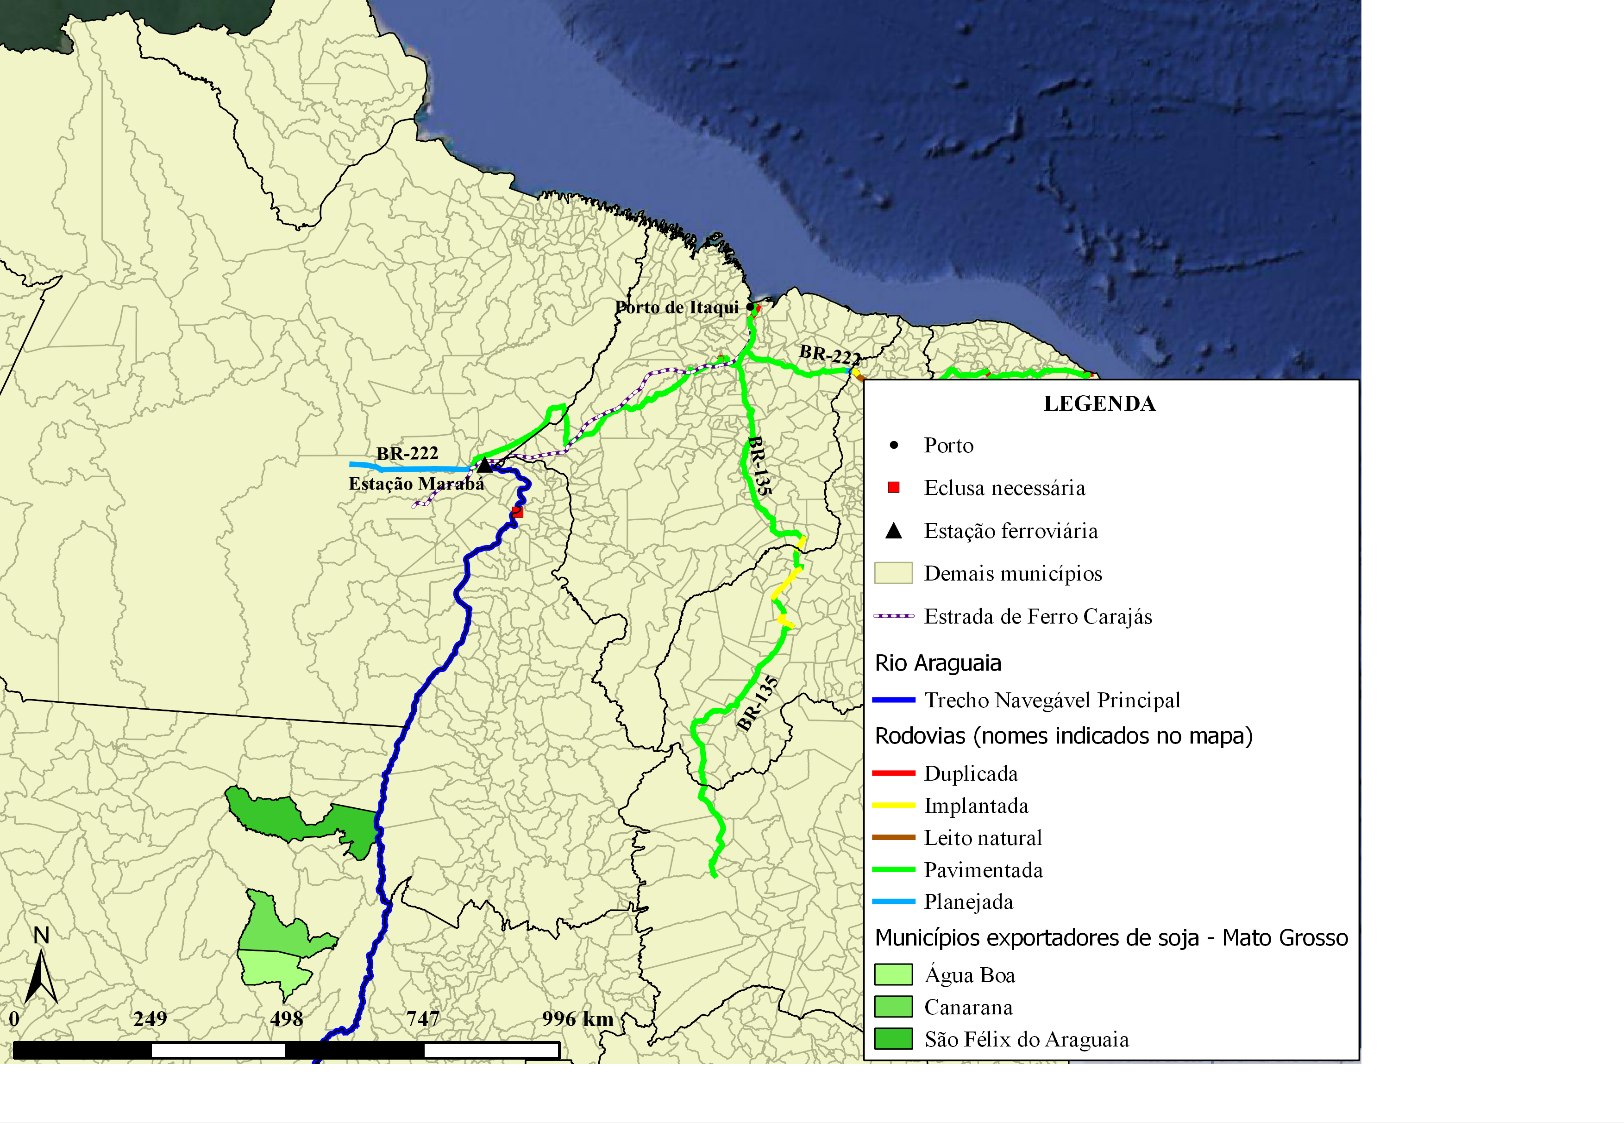 Porto de Itaqui
BR-222
BR-222
Estação Marabá
BR-135
BR-135
N
0 249 498 747 996 km
LEGENDA
Porto
Eclusa necessária
Estação ferroviária
Demais municípios
Estrada de Ferro Carajás
Rio Araguaia
Trecho Navegável Principal
Rodovias (nomes indicados no mapa)
Duplicada
Implantada
Leito natural
Pavimentada
Planejada
Municípios exportadores de soja - Mato Grosso
Água Boa
Canarana
São Félix do Araguaia